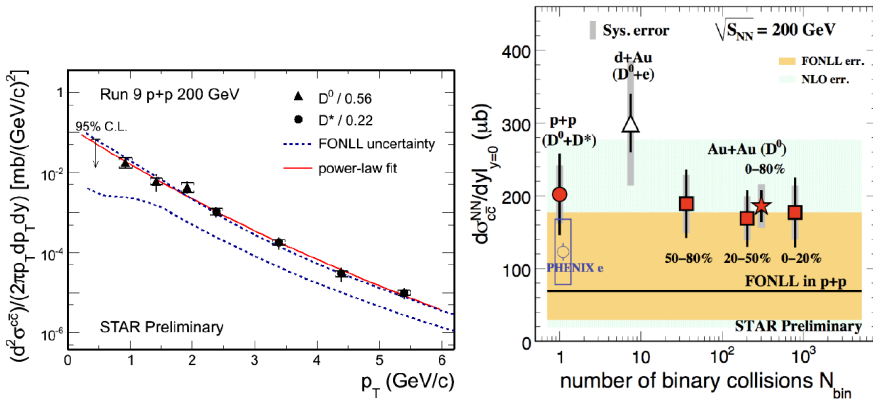 Run 9 p+p 200 GeV
D⁰ / 0.56
D* / 0.22
FONLL uncertainty
power-law fit
95% C.L.
STAR Preliminary
1
10⁻²
10⁻⁴
10⁻⁶
0 1 2 3 4 5 6
p_T (GeV/c)
(d²σ^cc̄)/(2πp_Tdp_Tdy) [mb/(GeV/c)²]
Sys. error
√S_NN = 200 GeV
FONLL err.
NLO err.
d+Au
(D⁰+e)
p+p
(D⁰+D*)
Au+Au (D⁰)
0–80%
50–80%
20–50%
0–20%
PHENIX e
FONLL in p+p
STAR Preliminary
400
300
200
100
0
1 10 10² 10³
number of binary collisions N_bin
dσ^NN_cc̄/dy|_y=0 (μb)